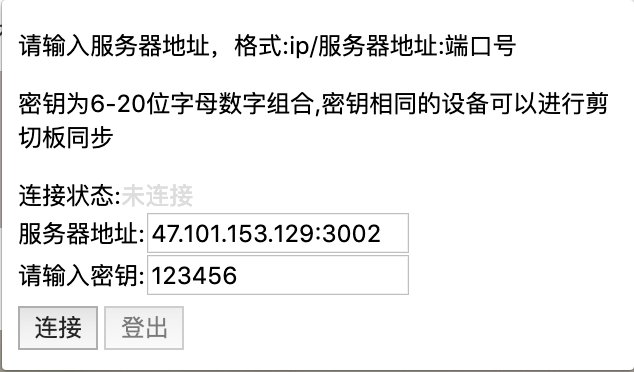 请输入服务器地址，格式:ip/服务器地址:端口号
密钥为6-20位字母数字组合,密钥相同的设备可以进行剪
切板同步
连接状态:未连接
服务器地址: 47.101.153.129:3002
请输入密钥: 123456
连接 登出